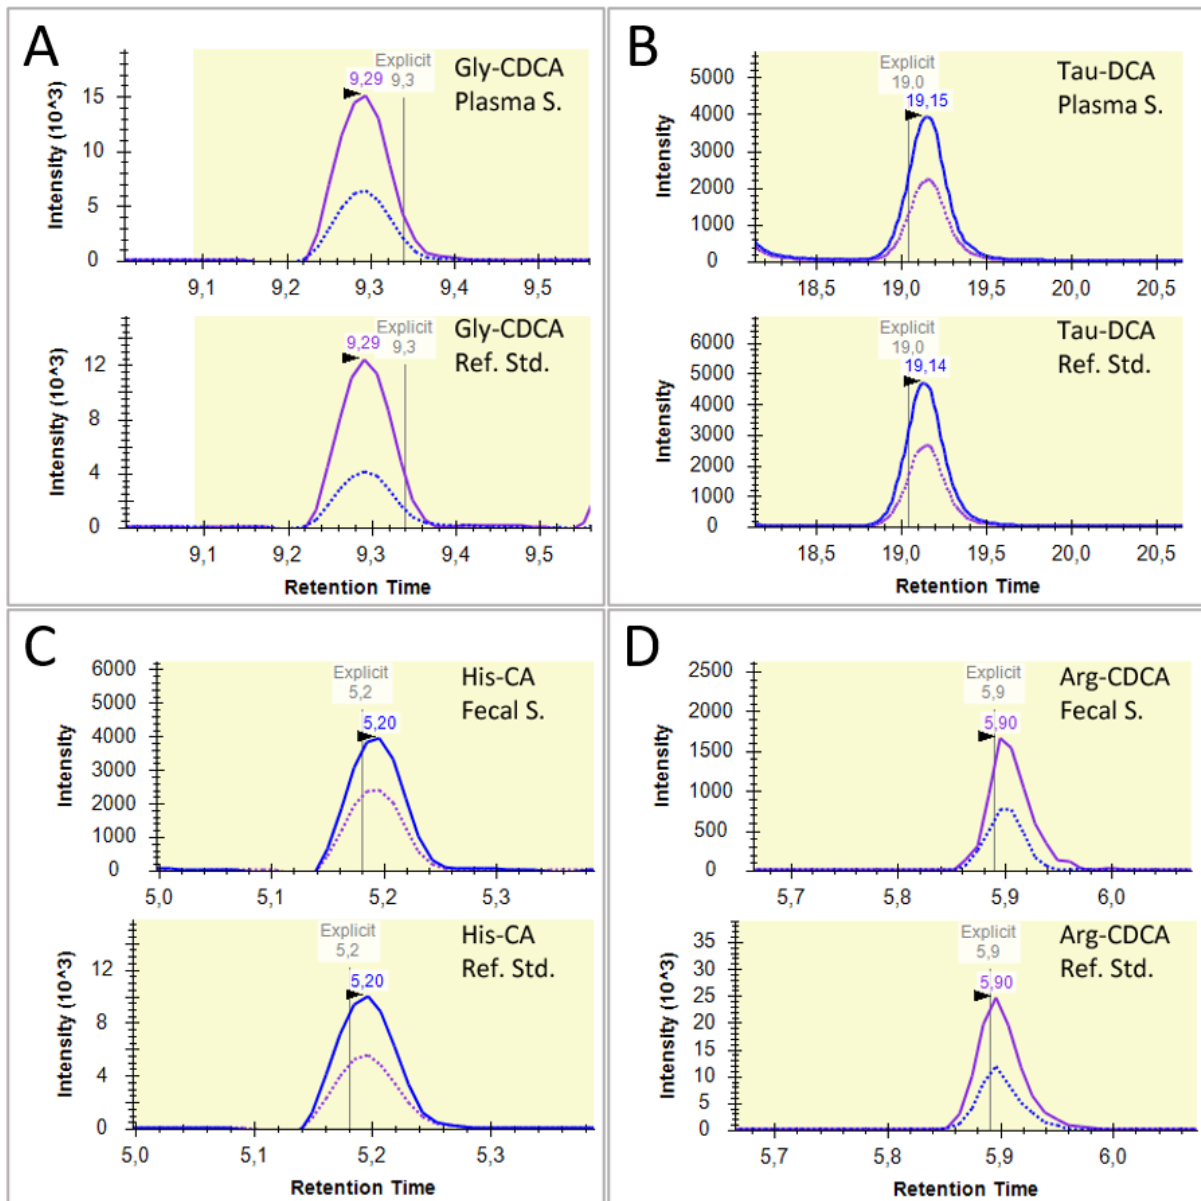 A
Gly-CDCA
Plasma S.
Explicit
9,3
9,29
Intensity (10^3)
15
10
5
0
9,1 9,2 9,3 9,4 9,5
Gly-CDCA
Ref. Std.
Explicit
9,3
9,29
Intensity (10^3)
12
8
4
0
9,1 9,2 9,3 9,4 9,5
Retention Time
B
Tau-DCA
Plasma S.
Explicit
19,0
19,15
Intensity
5000
4000
3000
2000
1000
0
18,5 19,0 19,5 20,0 20,5
Tau-DCA
Ref. Std.
Explicit
19,0
19,14
Intensity
6000
5000
4000
3000
2000
1000
0
18,5 19,0 19,5 20,0 20,5
Retention Time
C
His-CA
Fecal S.
Explicit
5,2
5,20
Intensity
6000
5000
4000
3000
2000
1000
0
5,0 5,1 5,2 5,3
His-CA
Ref. Std.
Explicit
5,2
5,20
Intensity (10^3)
12
8
4
0
5,0 5,1 5,2 5,3
Retention Time
D
Arg-CDCA
Fecal S.
Explicit
5,9
5,90
Intensity
2500
2000
1500
1000
500
0
5,7 5,8 5,9 6,0
Arg-CDCA
Ref. Std.
Explicit
5,9
5,90
Intensity (10^3)
35
30
25
20
15
10
5
0
5,7 5,8 5,9 6,0
Retention Time